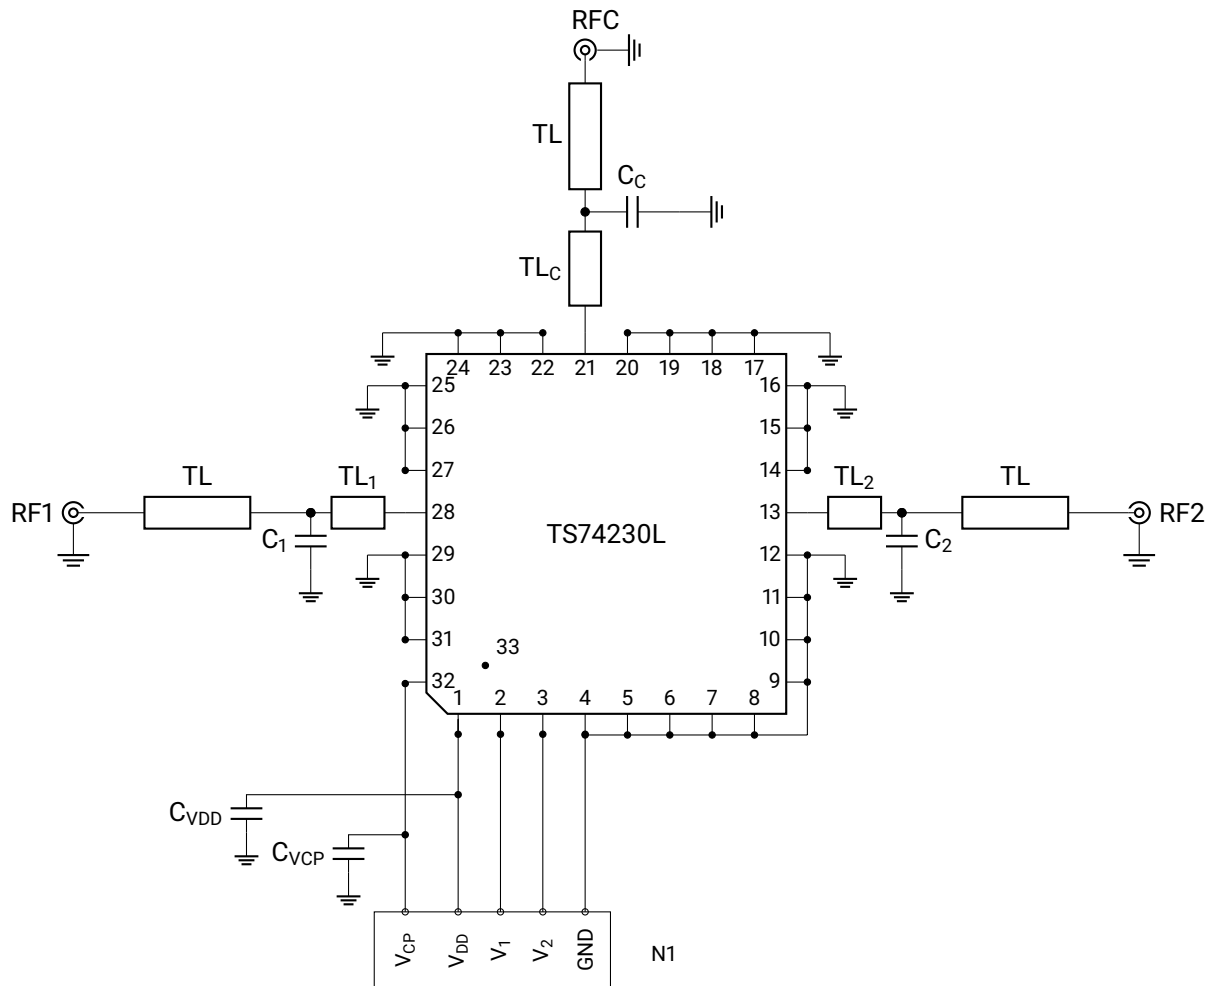 RFC
TL
C_C
TL_C
24 23 22 21 20 19 18 17
25 16
26 15
27 14
TL TL_1 TL_2 TL
RF1 28 13 RF2
TS74230L
C_1 C_2
29 12
30 11
31 10
33
32 9
1 2 3 4 5 6 7 8
C_VDD
C_VCP
V_CP V_DD V_1 V_2 GND N1